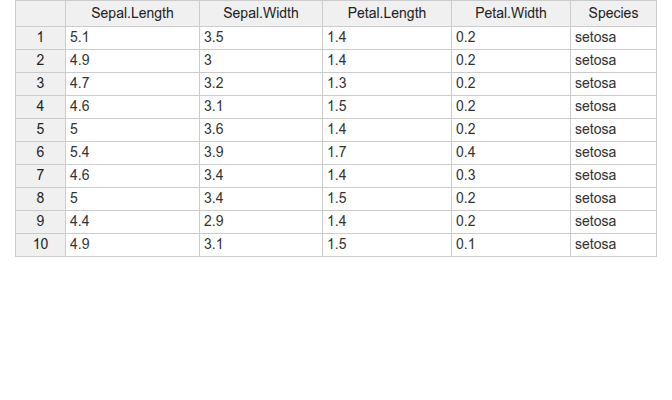 Sepal.Length Sepal.Width Petal.Length Petal.Width Species
1 5.1 3.5 1.4 0.2 setosa
2 4.9 3 1.4 0.2 setosa
3 4.7 3.2 1.3 0.2 setosa
4 4.6 3.1 1.5 0.2 setosa
5 5 3.6 1.4 0.2 setosa
6 5.4 3.9 1.7 0.4 setosa
7 4.6 3.4 1.4 0.3 setosa
8 5 3.4 1.5 0.2 setosa
9 4.4 2.9 1.4 0.2 setosa
10 4.9 3.1 1.5 0.1 setosa